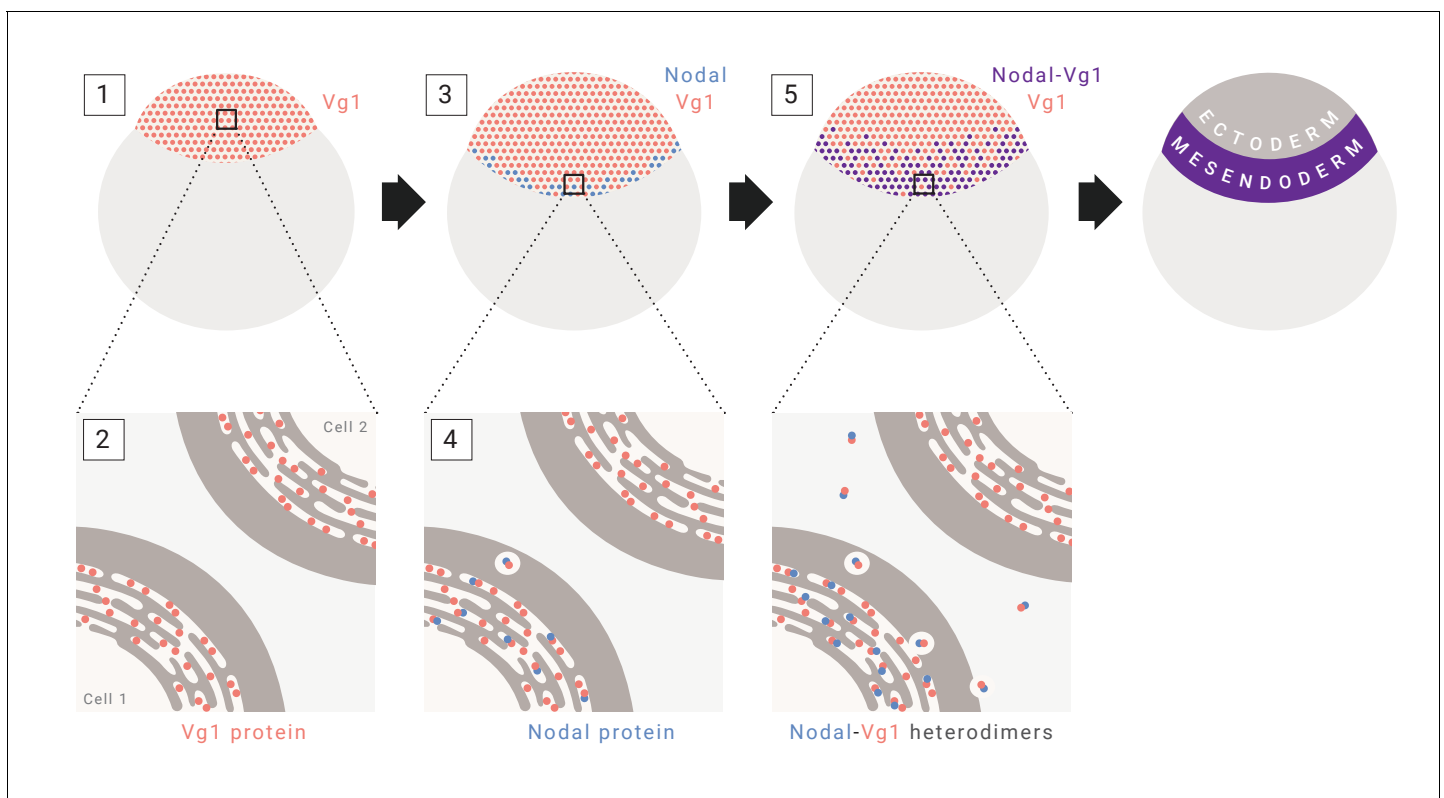 1
Vg1
3
Nodal
Vg1
5
Nodal-Vg1
Vg1
ECTODERM
MESENDODERM
2
Cell 2
Cell 1
Vg1 protein
4
Nodal protein
Nodal-Vg1 heterodimers